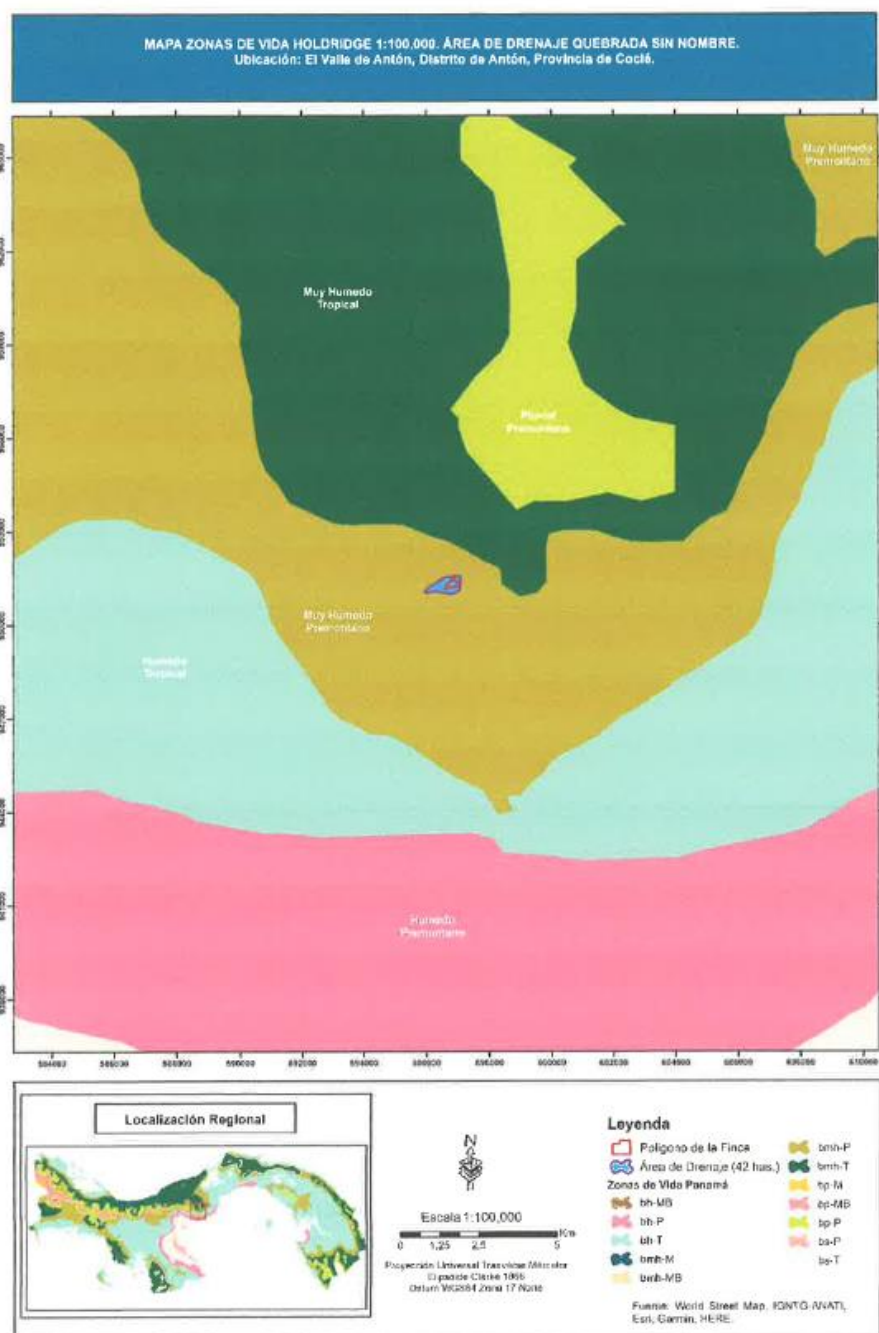 MAPA ZONAS DE VIDA HOLDRIDGE 1:100,000. ÁREA DE DRENAJE QUEBRADA SIN NOMBRE.
Ubicación: El Valle de Antón, Distrito de Antón, Provincia de Coclé.
Muy Humedo
Premontano
Muy Humedo
Tropical
Pluvial
Premontano
Muy Humedo
Premontano
Humedo
Tropical
Humedo
Premontano
Localización Regional
N
Escala 1:100,000
Km
0 1,25 2,5 5
Proyección Universal Transversa Mercator
Elipsoide Clarke 1866
Datum WGS84 Zona 17 Norte
Leyenda
Polígono de la Finca
Área de Drenaje (42 has.)
Zonas de Vida Panamá
bh-MB
bh-P
bh-T
bmh-M
bmh-MB
bmh-P
bmh-T
bp-M
bp-MB
bp-P
bs-P
bs-T
Fuente: World Street Map, IGNTG-ANATI,
Esri, Garmin, HERE.